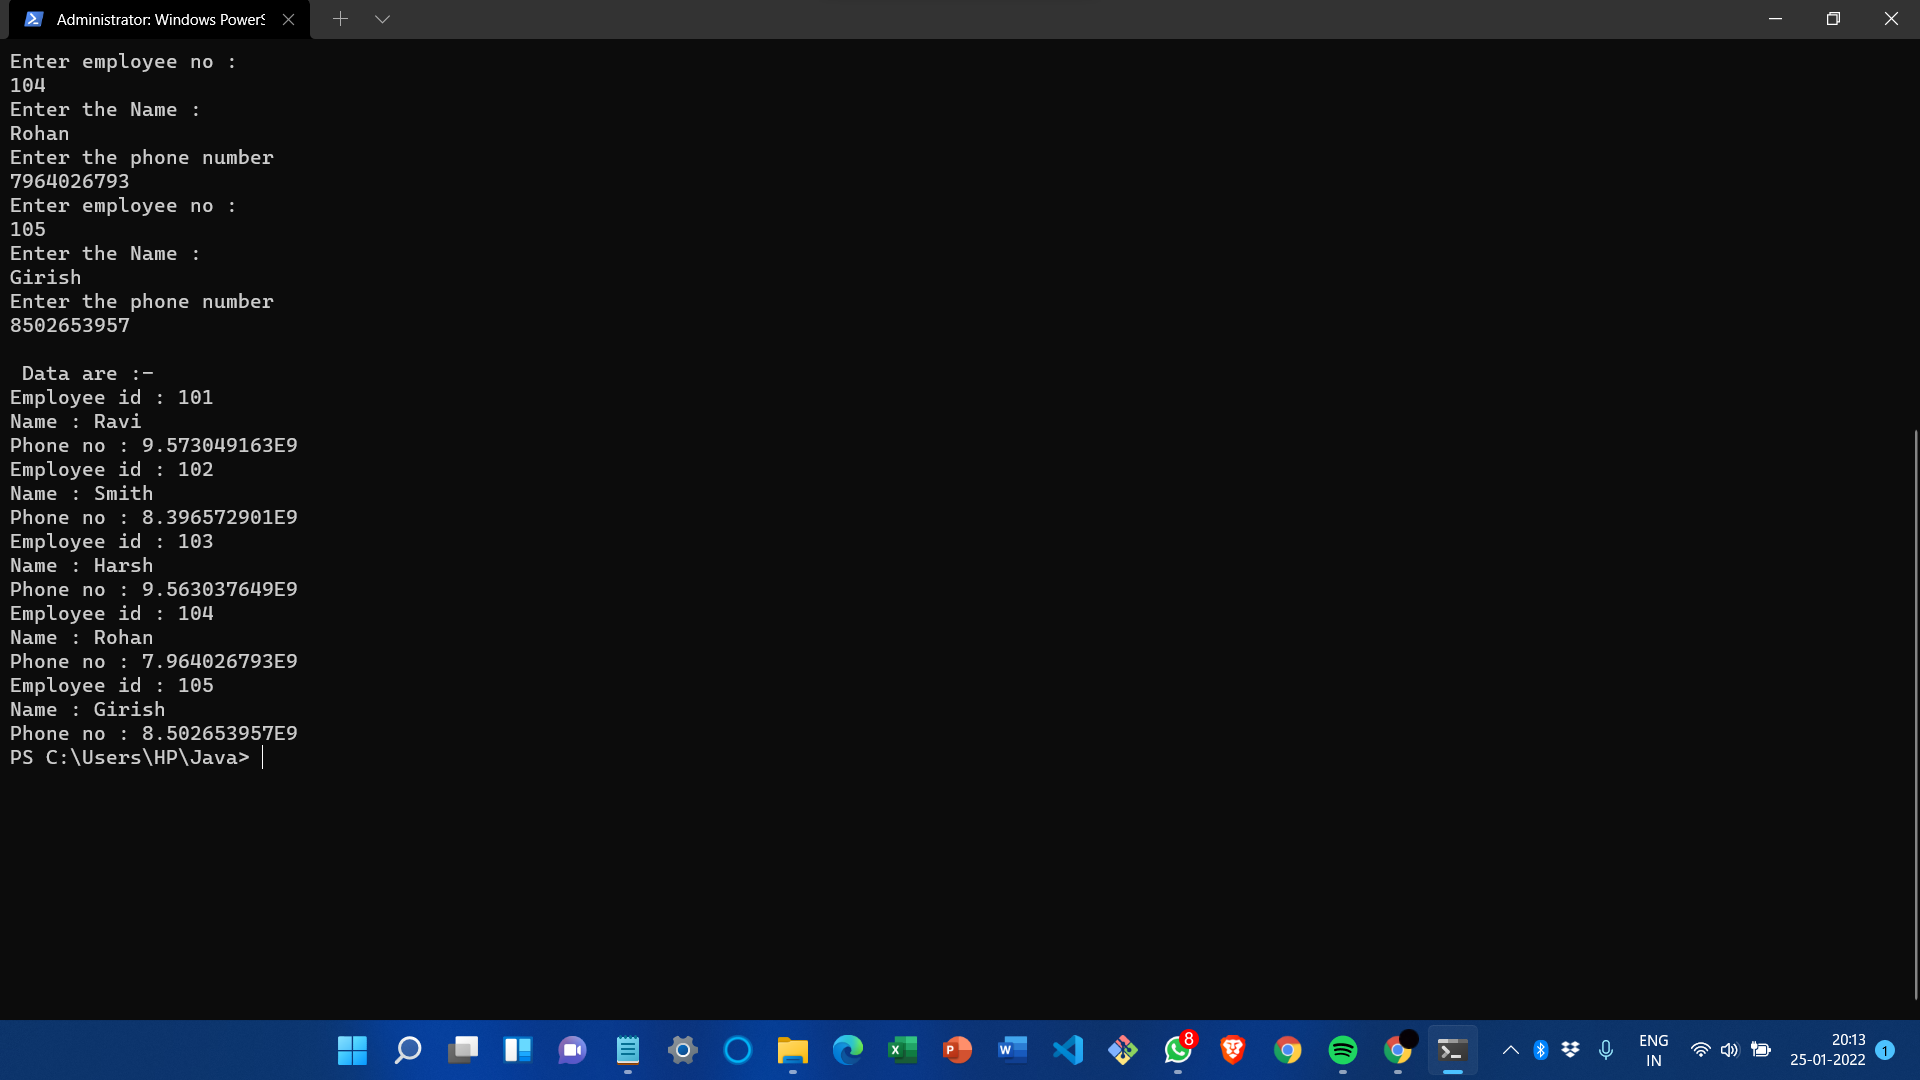 Administrator: Windows PowerS
Enter employee no :
104
Enter the Name :
Rohan
Enter the phone number
7964026793
Enter employee no :
105
Enter the Name :
Girish
Enter the phone number
8502653957
Data are :-
Employee id : 101
Name : Ravi
Phone no : 9.573049163E9
Employee id : 102
Name : Smith
Phone no : 8.396572901E9
Employee id : 103
Name : Harsh
Phone no : 9.563037649E9
Employee id : 104
Name : Rohan
Phone no : 7.964026793E9
Employee id : 105
Name : Girish
Phone no : 8.502653957E9
PS C:\Users\HP\Java>
8
ENG
IN
20:13
25-01-2022
1